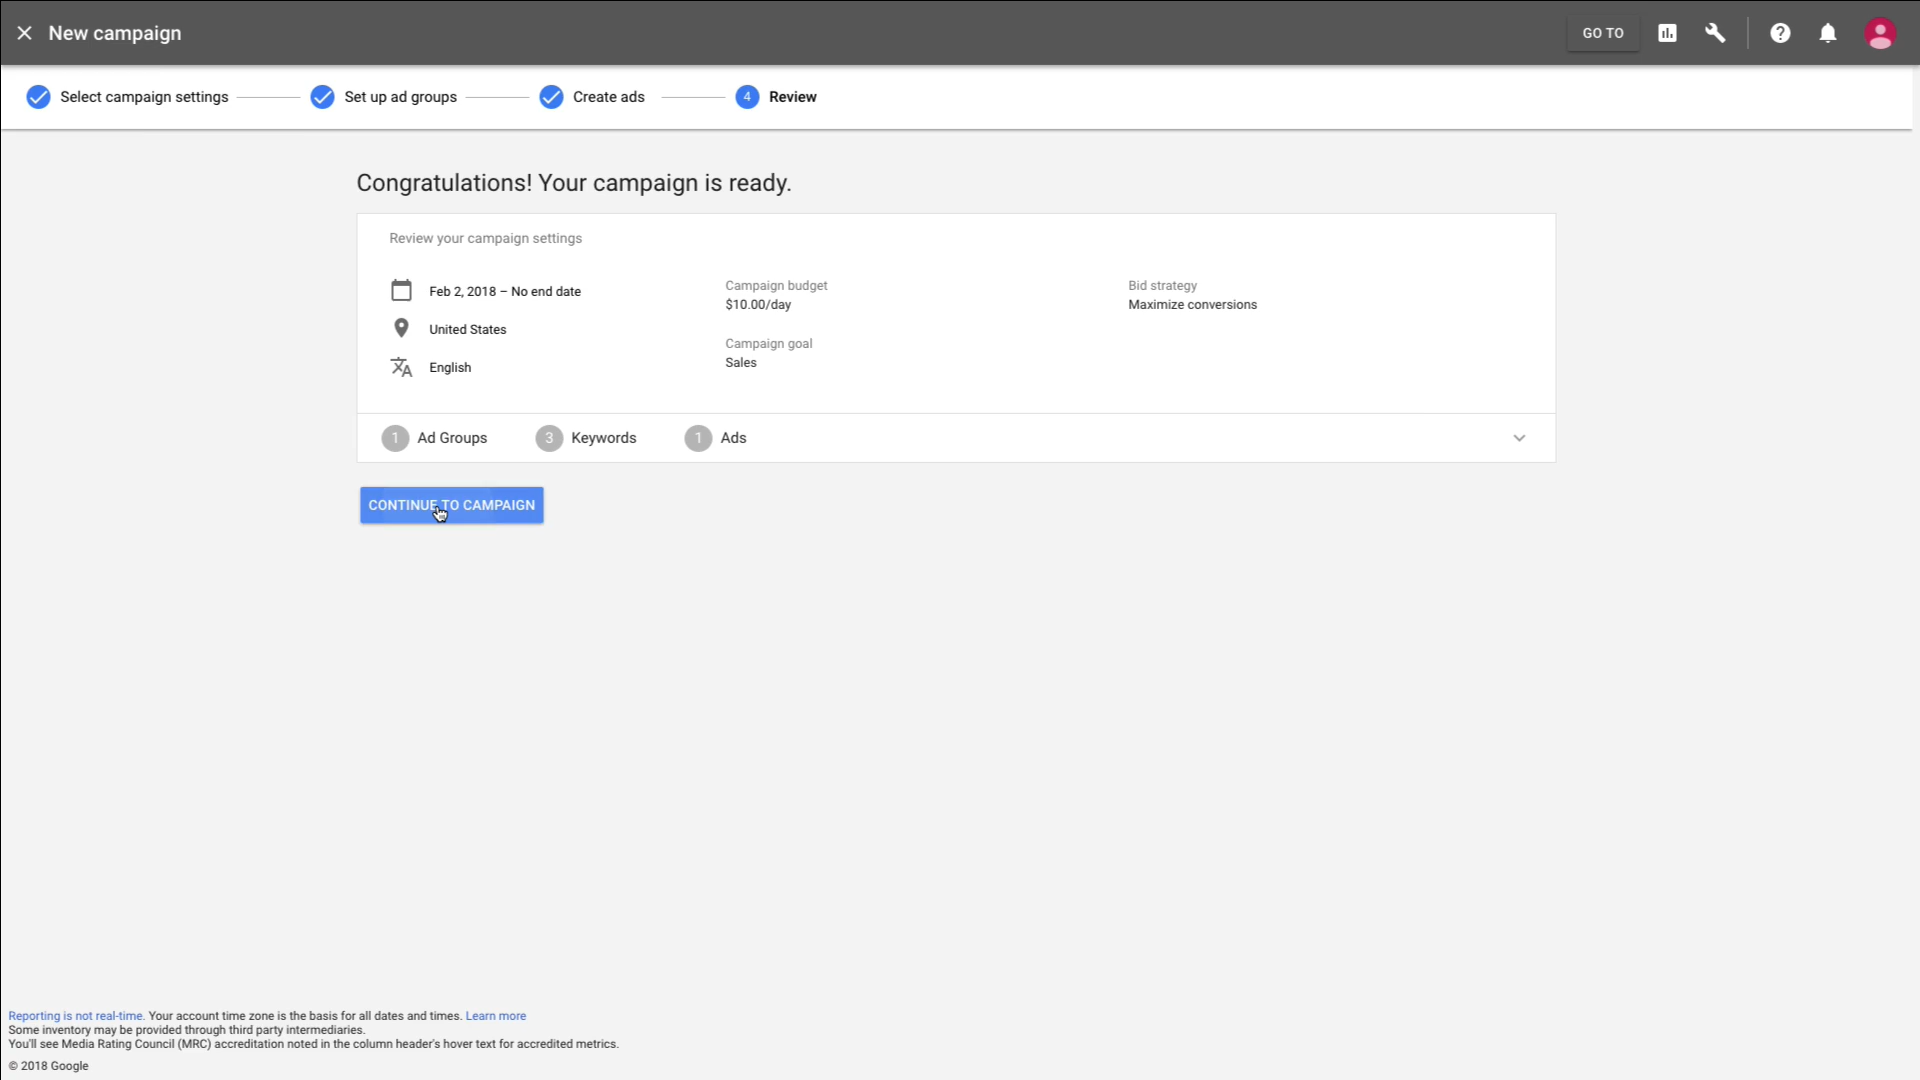 New campaign
GO TO
Select campaign settings
Set up ad groups
Create ads
4 Review
Congratulations! Your campaign is ready.
Review your campaign settings
Feb 2, 2018 – No end date
United States
English
Campaign budget
$10.00/day
Campaign goal
Sales
Bid strategy
Maximize conversions
1 Ad Groups 3 Keywords 1 Ads
CONTINUE TO CAMPAIGN
Reporting is not real-time. Your account time zone is the basis for all dates and times. Learn more
Some inventory may be provided through third party intermediaries.
You'll see Media Rating Council (MRC) accreditation noted in the column header's hover text for accredited metrics.
© 2018 Google